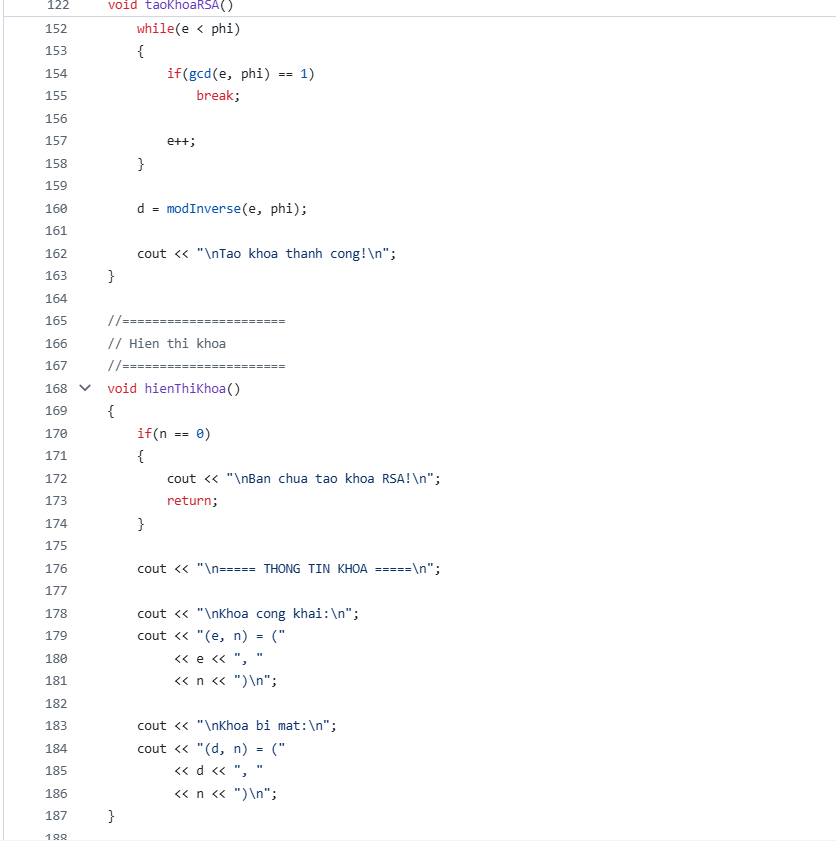 122 void taoKhoaRSA()
152 while(e < phi)
153 {
154 if(gcd(e, phi) == 1)
155 break;
156
157 e++;
158 }
159
160 d = modInverse(e, phi);
161
162 cout << "\nTao khoa thanh cong!\n";
163 }
164
165 //======================
166 // Hien thi khoa
167 //======================
168 void hienThiKhoa()
169 {
170 if(n == 0)
171 {
172 cout << "\nBan chua tao khoa RSA!\n";
173 return;
174 }
175
176 cout << "\n===== THONG TIN KHOA =====\n";
177
178 cout << "\nKhoa cong khai:\n";
179 cout << "(e, n) = ("
180 << e << ", "
181 << n << ")\n";
182
183 cout << "\nKhoa bi mat:\n";
184 cout << "(d, n) = ("
185 << d << ", "
186 << n << ")\n";
187 }
188